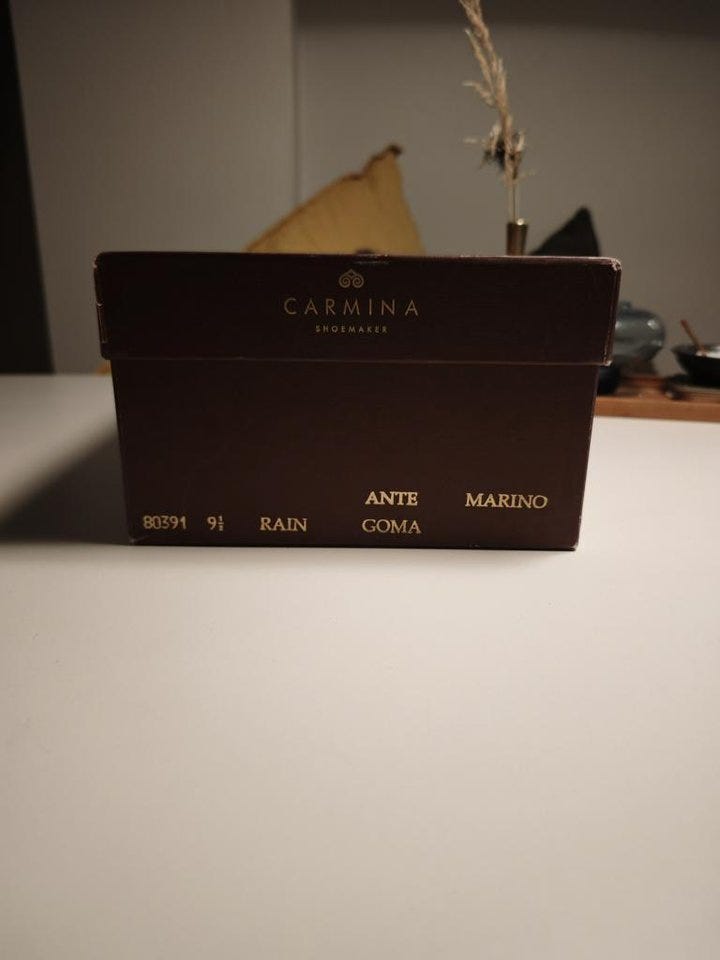 CARMINA
SHOEMAKER
ANTE MARINO
80391 9½ RAIN GOMA